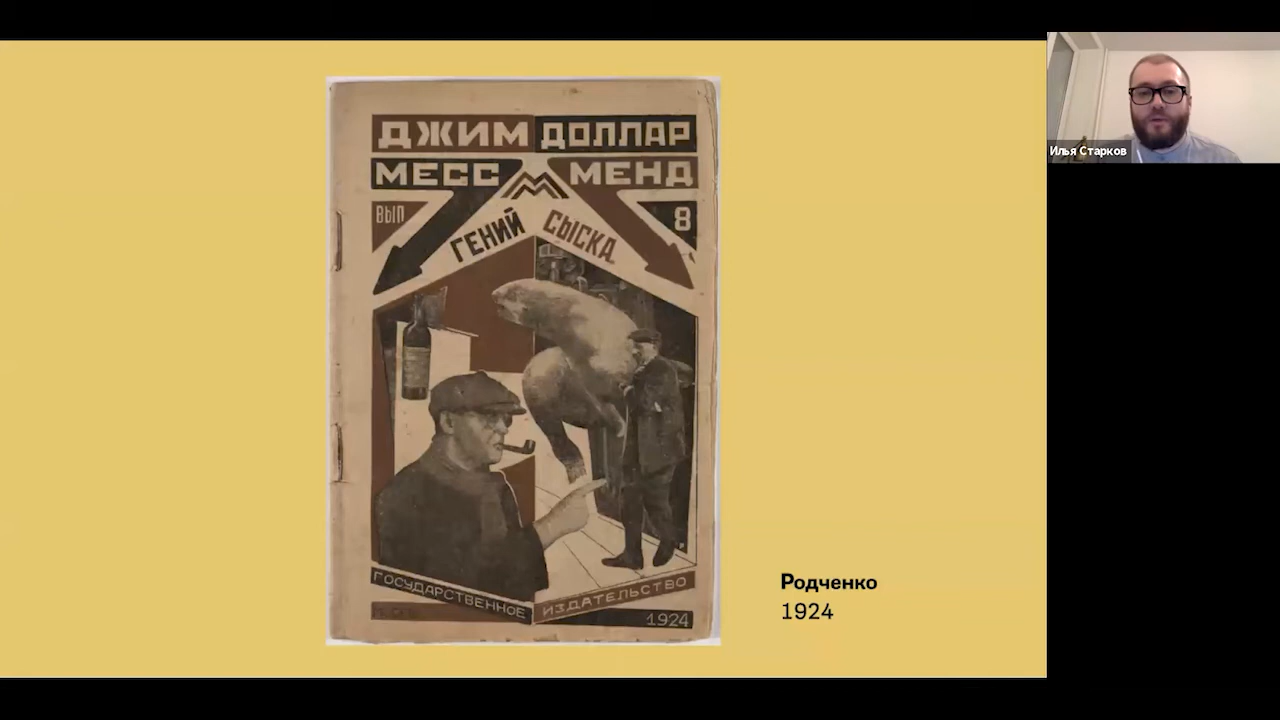 ДЖИМ ДОЛЛАР
МЕСС МЕНД
ВЫП 8
ГЕНИЙ СЫСКА
ГОСУДАРСТВЕННОЕ ИЗДАТЕЛЬСТВО
1924
Родченко
1924
Илья Старков